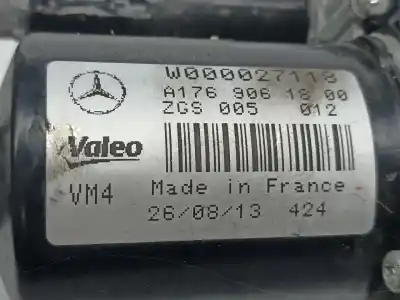 W000027118
A176 906 18 00
ZGS 005 012
Valeo
VM4 Made in France
26/08/13 424